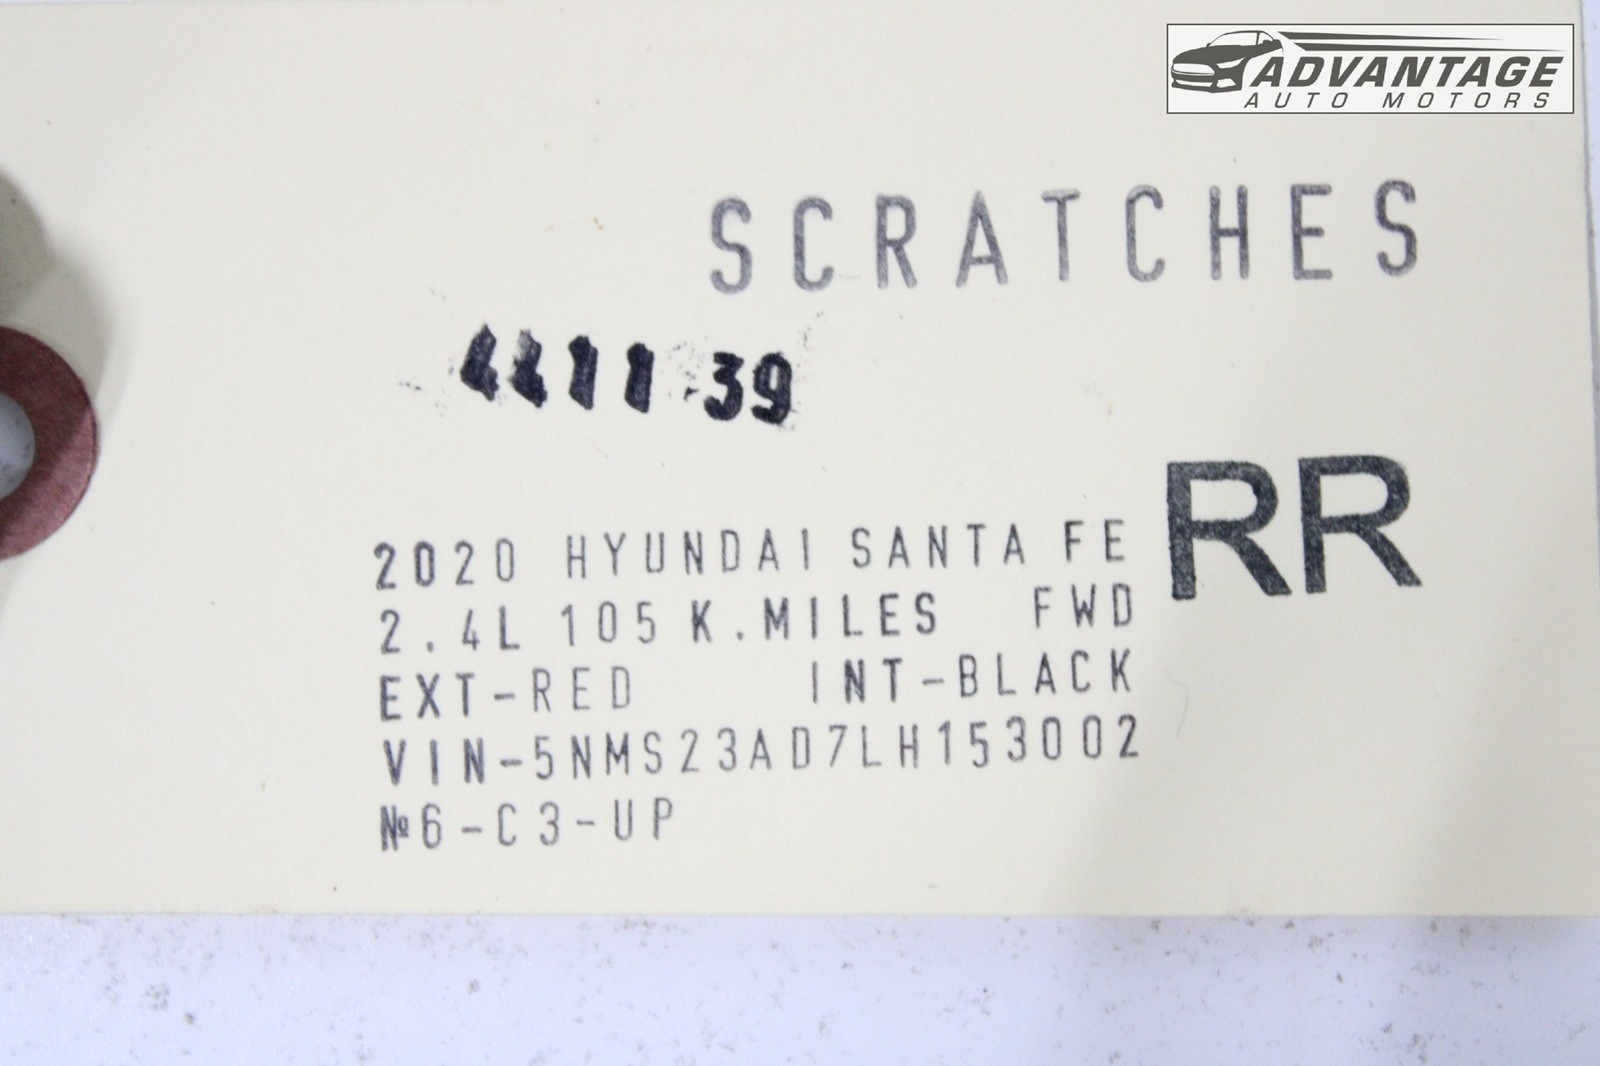 ADVANTAGE
AUTO MOTORS
SCRATCHES
441139
RR
2020 HYUNDAI SANTA FE
2.4L 105 K.MILES FWD
EXT-RED INT-BLACK
VIN-5NMS23AD7LH153002
№6-C3-UP